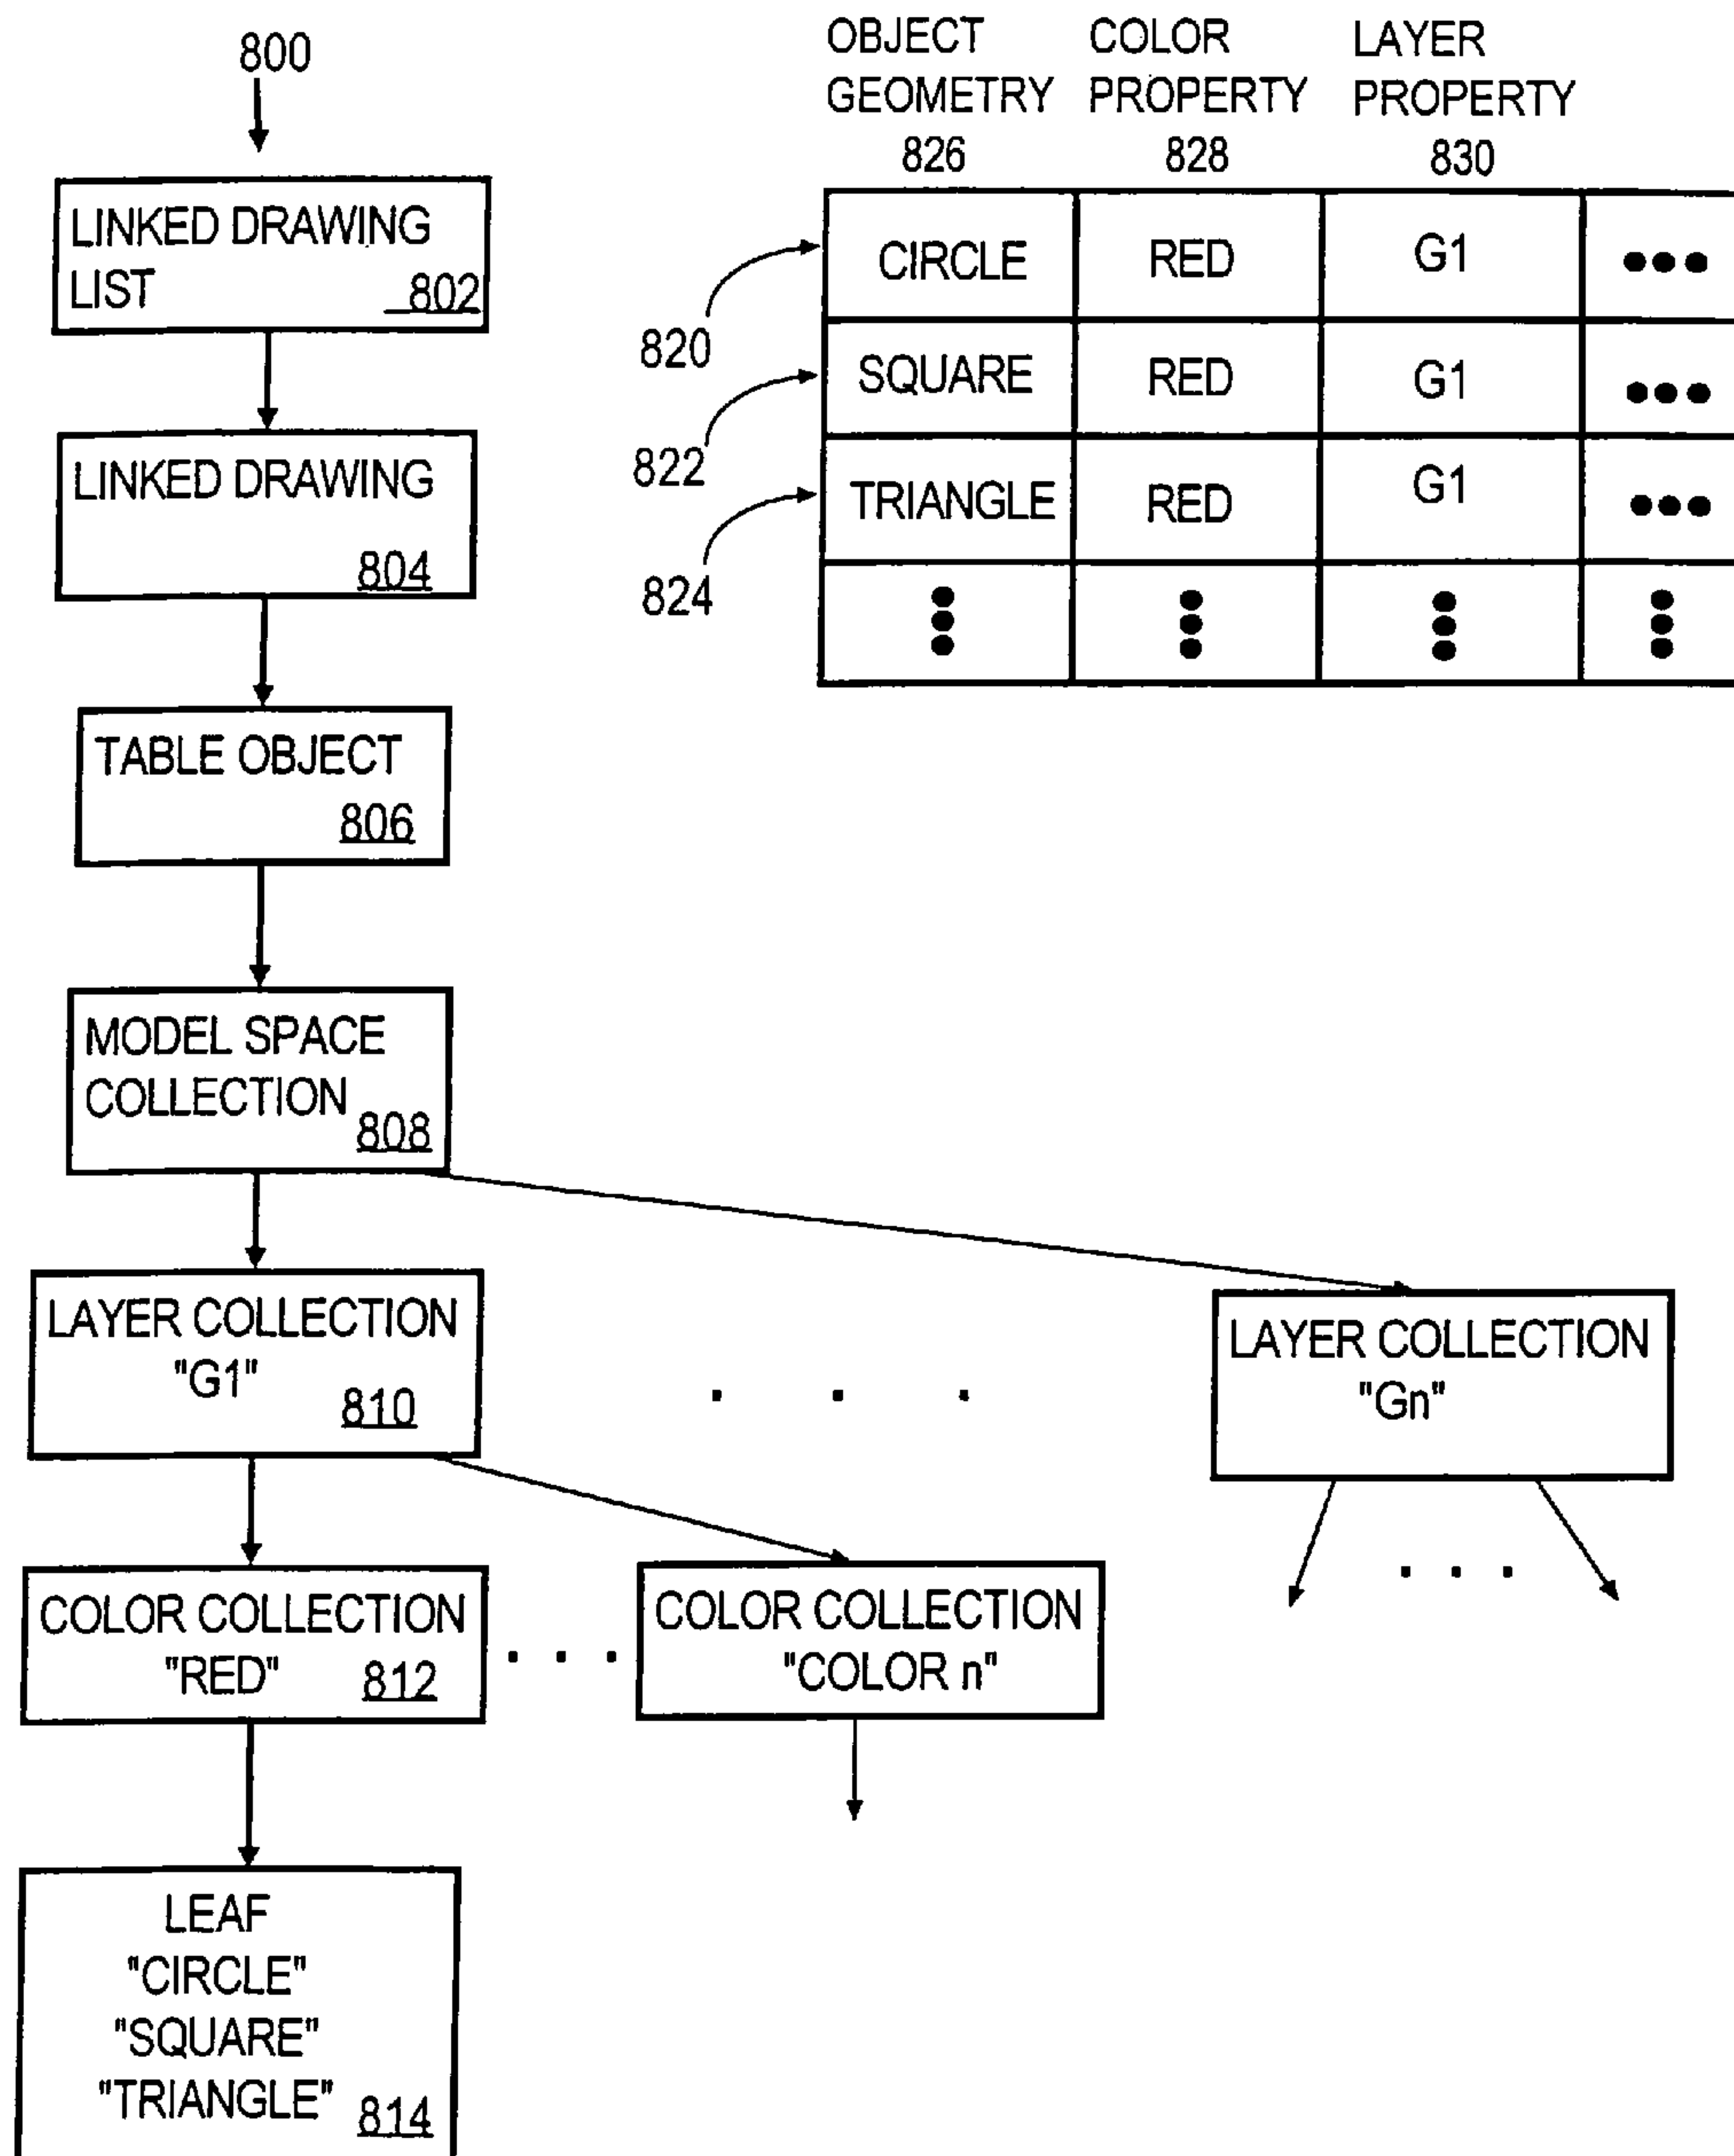 800
LINKED DRAWING
LIST 802
LINKED DRAWING
804
TABLE OBJECT
806
MODEL SPACE
COLLECTION
808
LAYER COLLECTION
"G1"
810
LAYER COLLECTION
"Gn"
COLOR COLLECTION
"RED" 812
COLOR COLLECTION
"COLOR n"
LEAF
"CIRCLE"
"SQUARE"
"TRIANGLE" 814
OBJECT GEOMETRY 826
COLOR PROPERTY 828
LAYER PROPERTY 830
820
CIRCLE RED G1
822
SQUARE RED G1
824
TRIANGLE RED G1